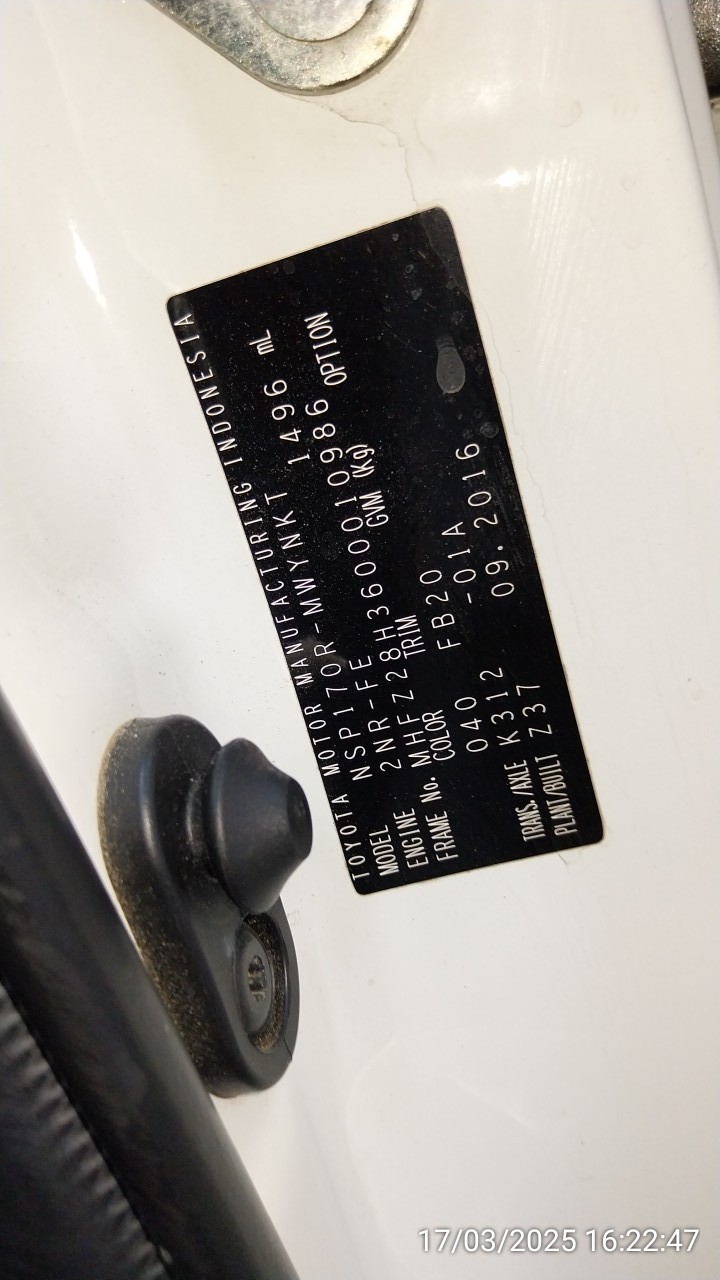 TOYOTA MOTOR MANUFACTURING INDONESIA
MODEL NSP170R-MWYNKT 1496 mL
ENGINE 2NR-FE
FRAME No. MHFZ28H3600010986
COLOR TRIM GVM (Kg) OPTION
040 FB20
-01A
TRANS./AXLE K312
PLANT/BUILT Z37 09.2016
17/03/2025 16:22:47